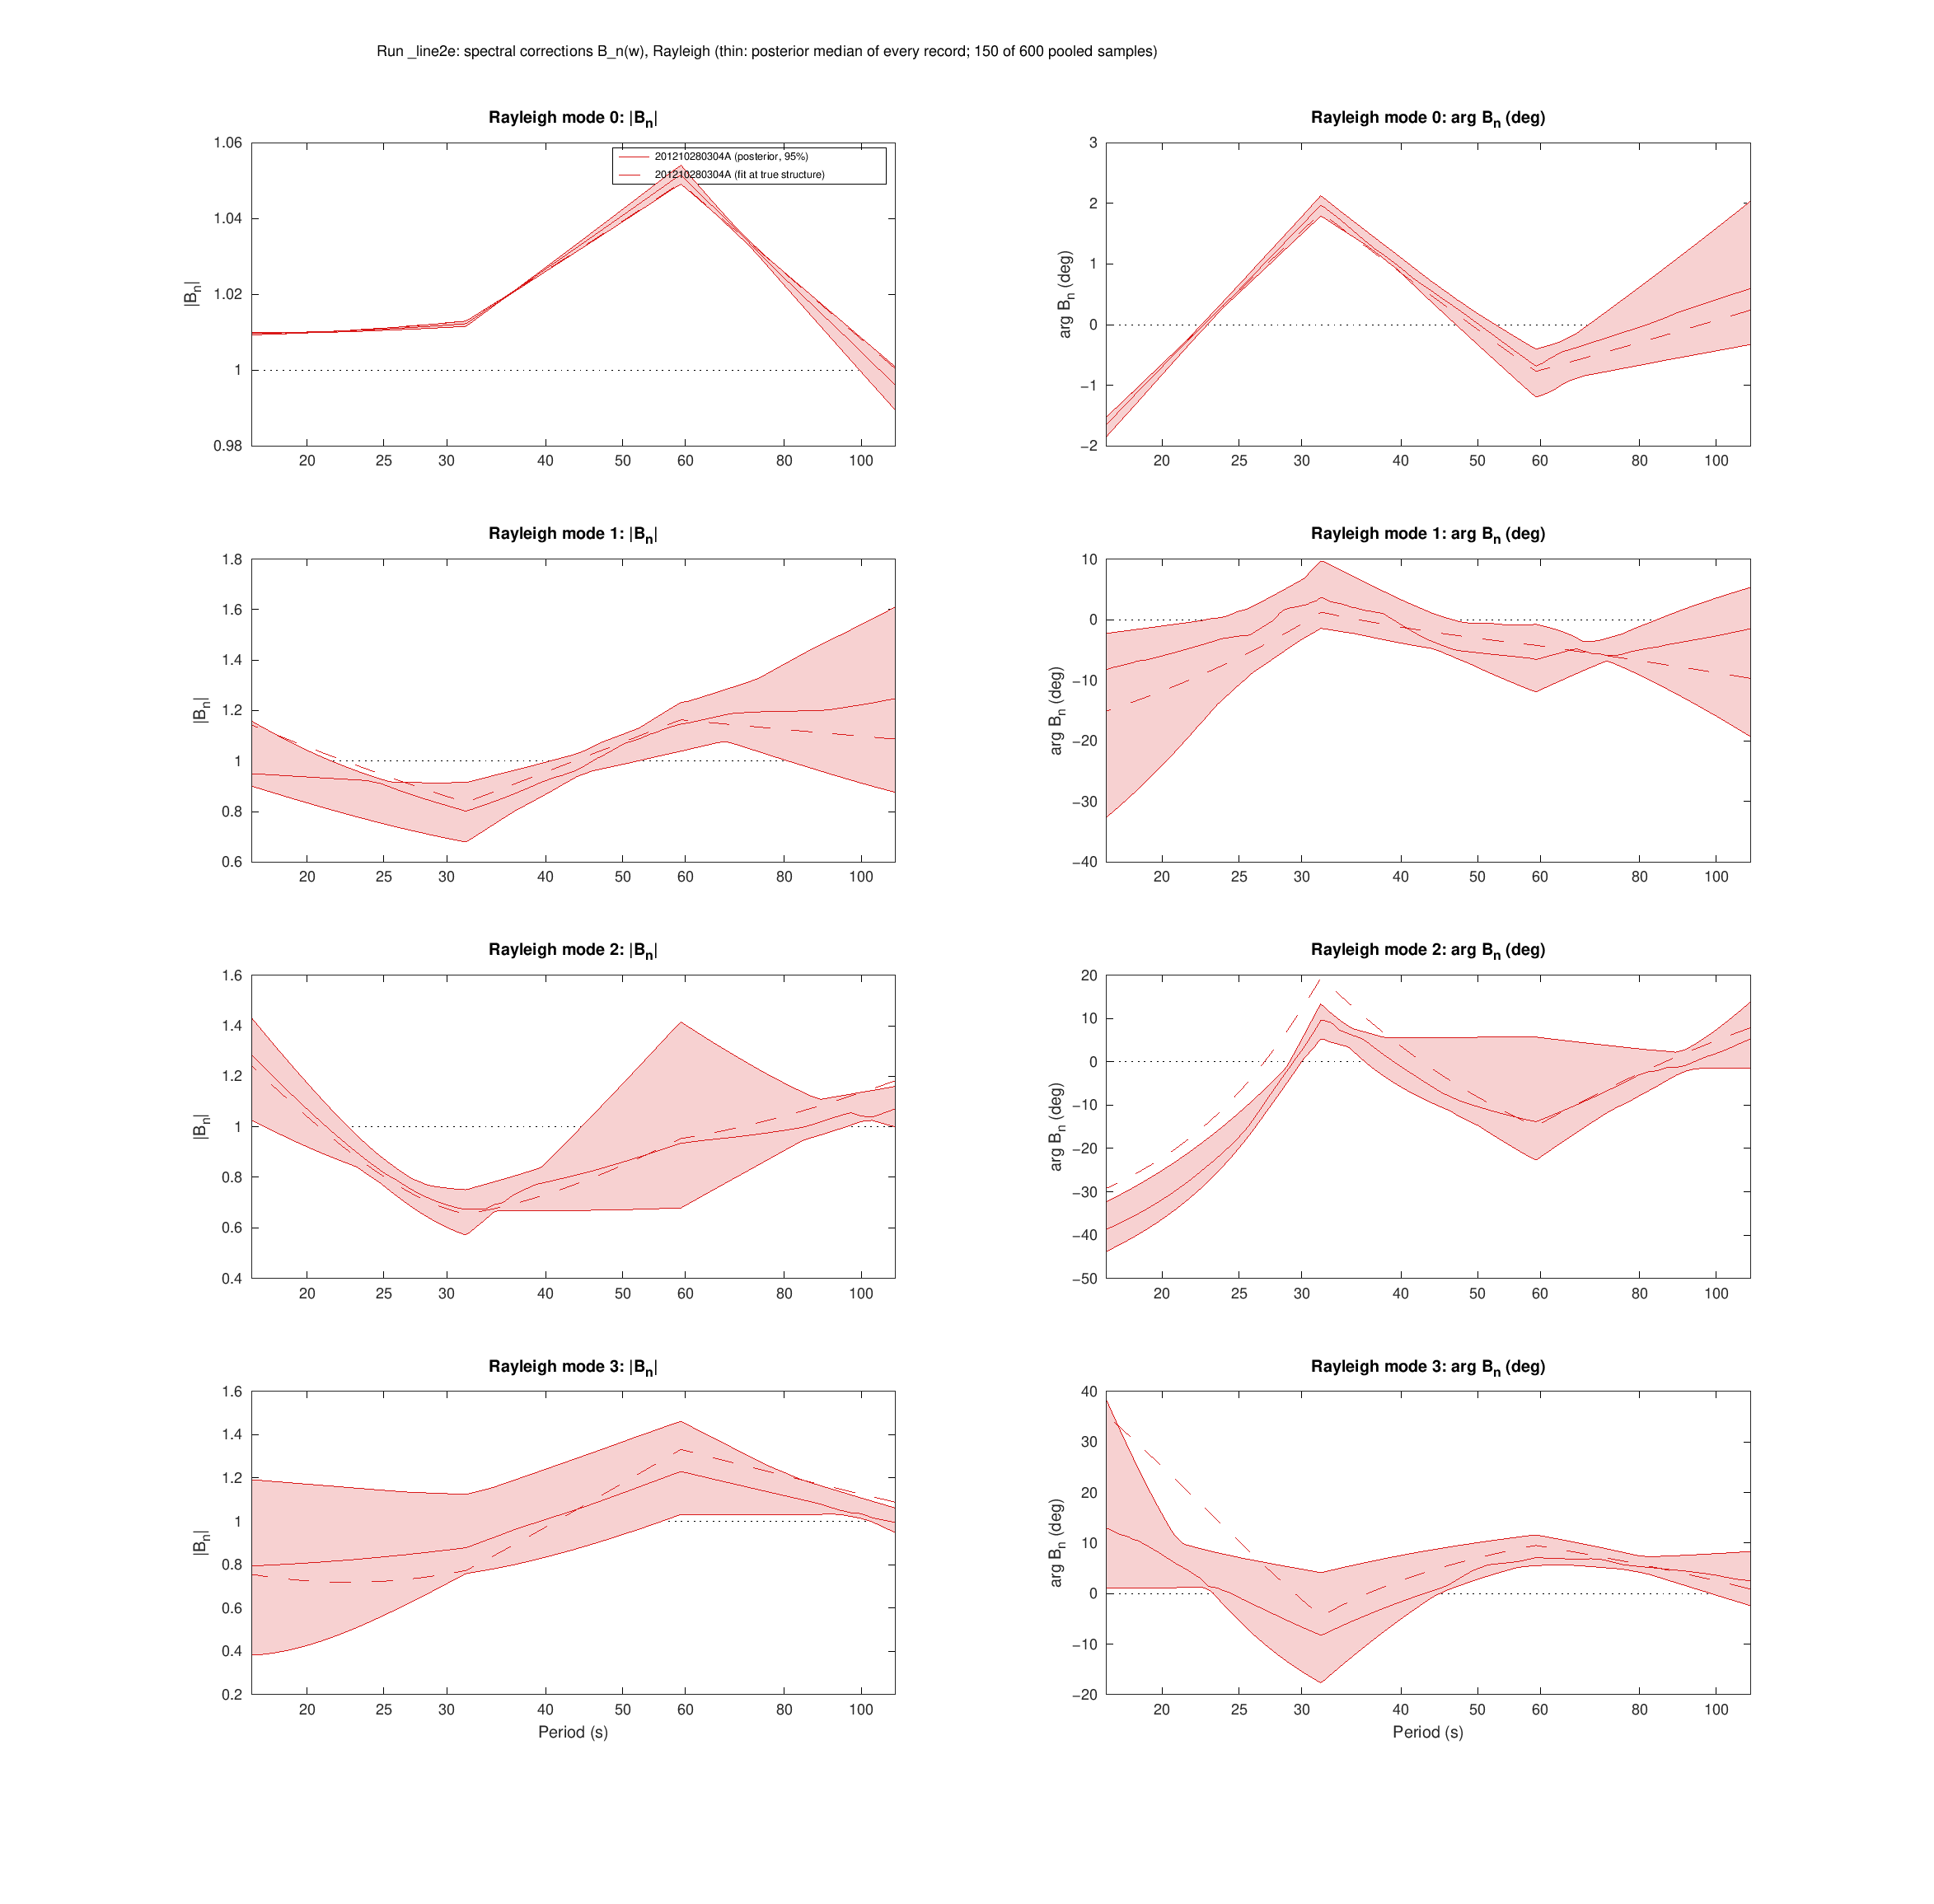 Run _line2e: spectral corrections B_n(w), Rayleigh (thin: posterior median of every record; 150 of 600 pooled samples)
Rayleigh mode 0: |Bn|
|Bn|
1.06
1.04
1.02
1
0.98
20 25 30 40 50 60 80 100
201210280304A (posterior, 95%)
201210280304A (fit at true structure)
Rayleigh mode 0: arg Bn (deg)
arg Bn (deg)
3
2
1
0
−1
−2
20 25 30 40 50 60 80 100
Rayleigh mode 1: |Bn|
|Bn|
1.8
1.6
1.4
1.2
1
0.8
0.6
20 25 30 40 50 60 80 100
Rayleigh mode 1: arg Bn (deg)
arg Bn (deg)
10
0
−10
−20
−30
−40
20 25 30 40 50 60 80 100
Rayleigh mode 2: |Bn|
|Bn|
1.6
1.4
1.2
1
0.8
0.6
0.4
20 25 30 40 50 60 80 100
Rayleigh mode 2: arg Bn (deg)
arg Bn (deg)
20
10
0
−10
−20
−30
−40
−50
20 25 30 40 50 60 80 100
Rayleigh mode 3: |Bn|
|Bn|
1.6
1.4
1.2
1
0.8
0.6
0.4
0.2
20 25 30 40 50 60 80 100
Period (s)
Rayleigh mode 3: arg Bn (deg)
arg Bn (deg)
40
30
20
10
0
−10
−20
20 25 30 40 50 60 80 100
Period (s)